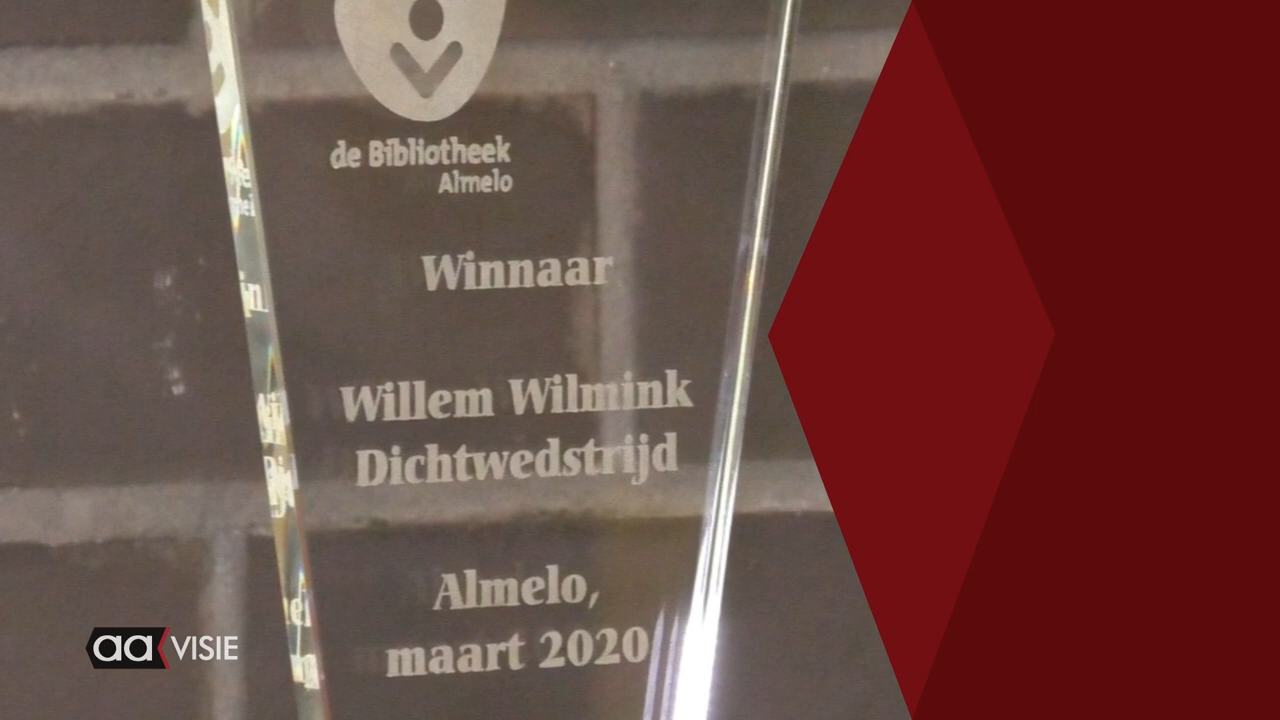 de Bibliotheek
Almelo
Winnaar
Willem Wilmink
Dichtwedstrijd
Almelo,
maart 2020
aa VISIE